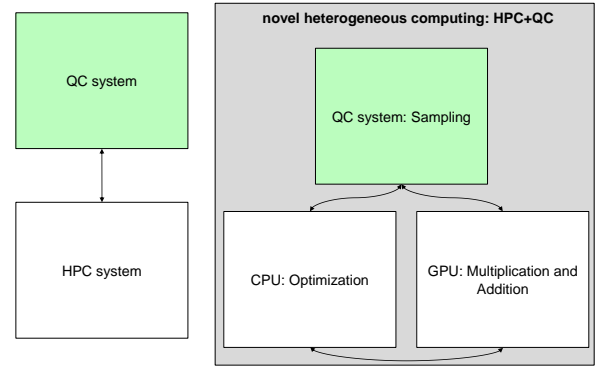 novel heterogeneous computing: HPC+QC
QC system
QC system: Sampling
HPC system
CPU: Optimization
GPU: Multiplication and
Addition